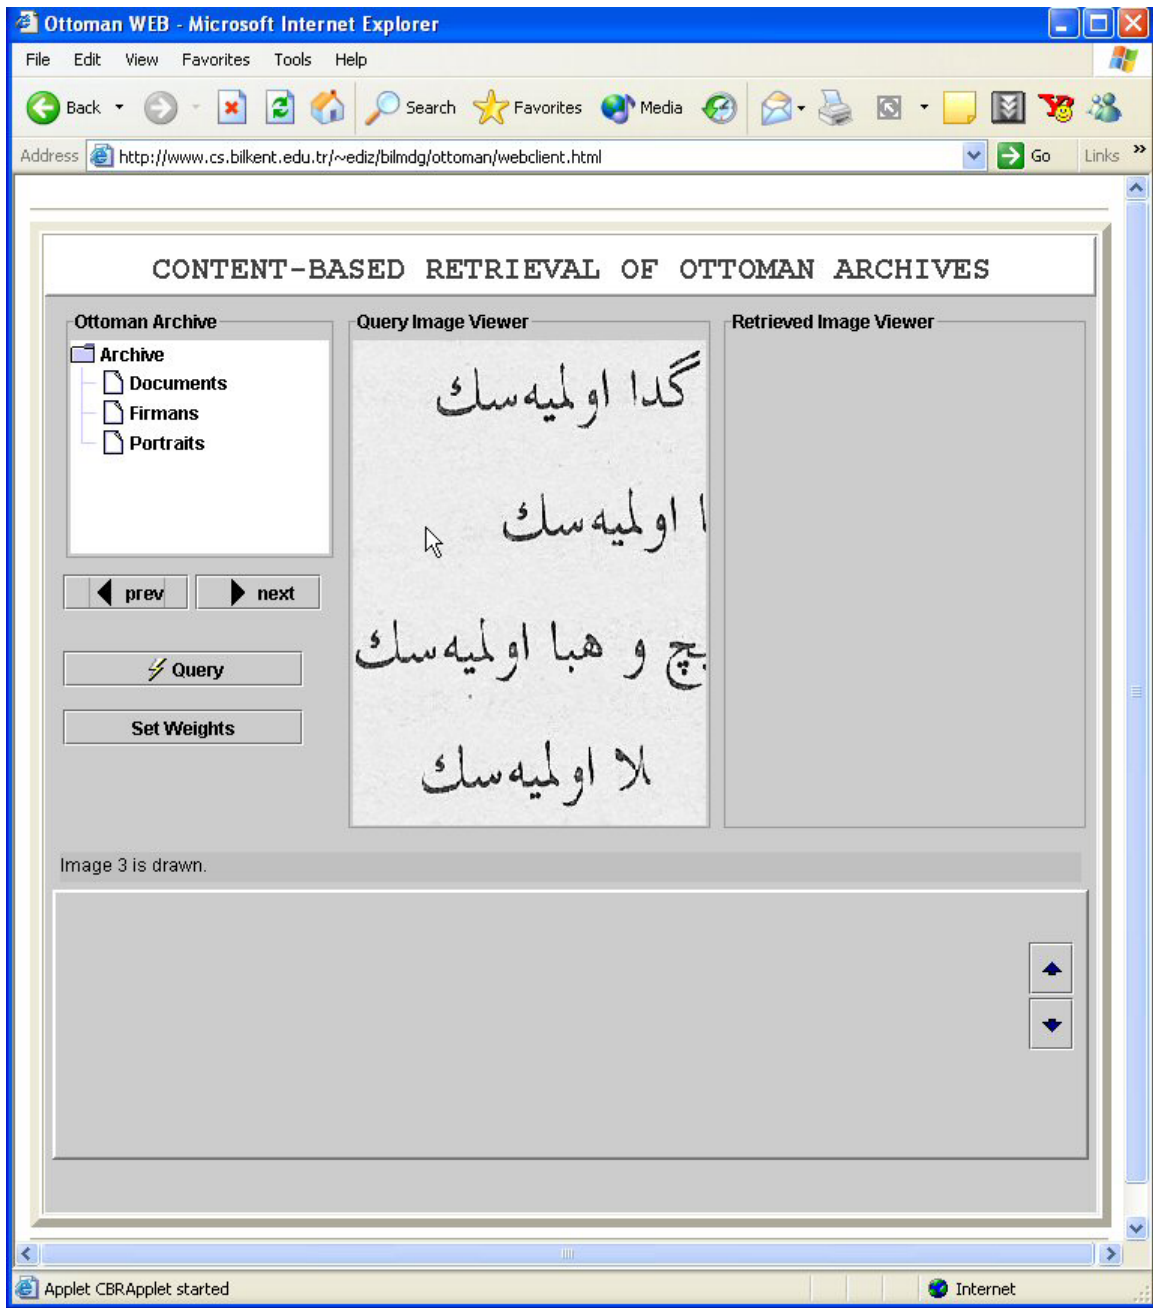 Ottoman WEB - Microsoft Internet Explorer
File Edit View Favorites Tools Help
Back Search Favorites Media
Address http://www.cs.bilkent.edu.tr/~ediz/bilmdg/ottoman/webclient.html Go Links »
CONTENT-BASED RETRIEVAL OF OTTOMAN ARCHIVES
Ottoman Archive
Archive
Documents
Firmans
Portraits
prev next
Query
Set Weights
Query Image Viewer
گدا اولميه‌سك
ا اولميه‌سك
يچ و هبا اولميه‌سك
لا اولميه‌سك
Retrieved Image Viewer
Image 3 is drawn.
Applet CBRApplet started Internet